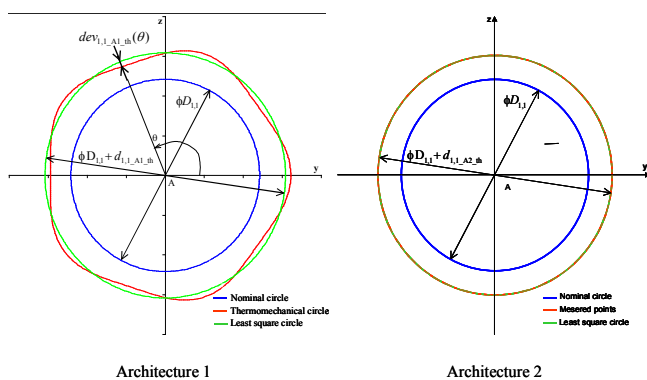 z
dev1,1_A1_th(θ)
ϕD1,1
θ
ϕD1,1 + d1,1_A1_th
y
A
Nominal circle
Thermomechanical circle
Least square circle
Architecture 1
z
ϕD1,1
ϕD1,1 + d1,1_A2_th
y
A
Nominal circle
Mesered points
Least square circle
Architecture 2